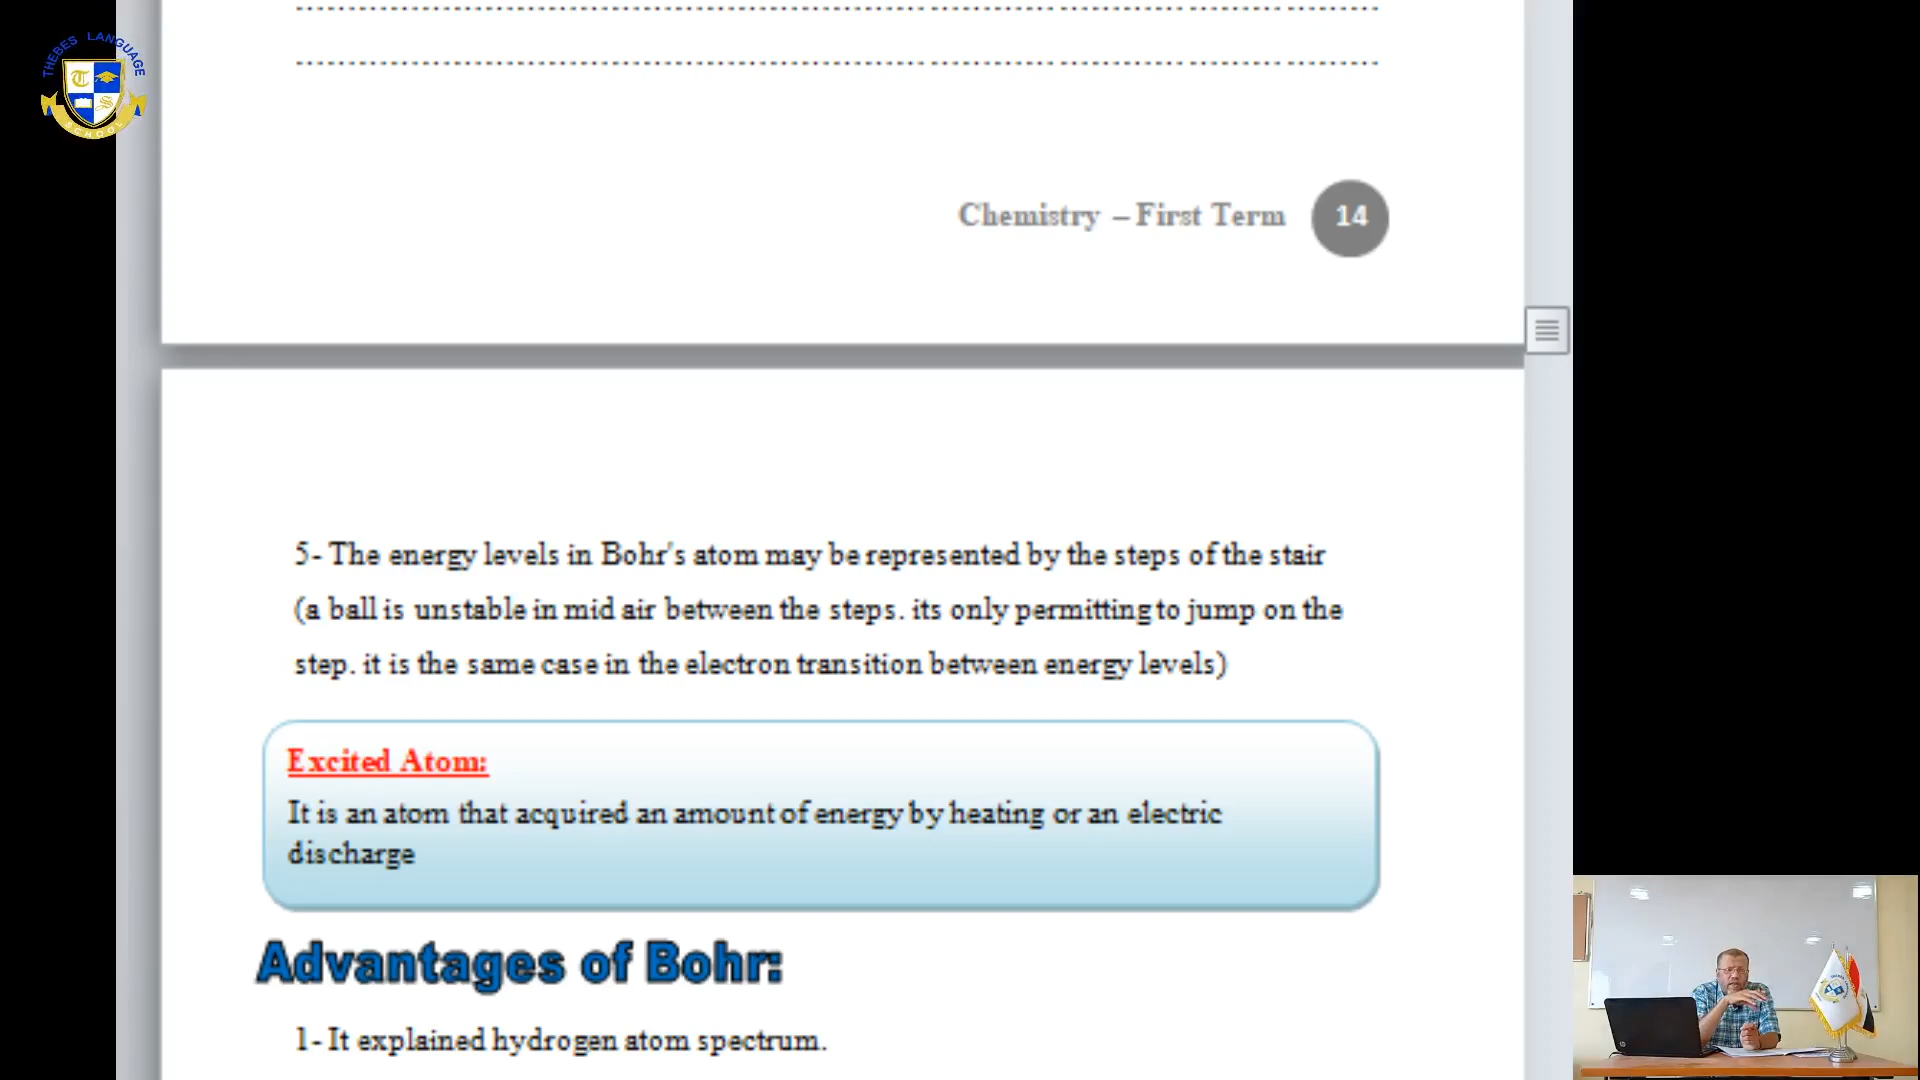 THEBES LANGUAGE
SCHOOL
Chemistry – First Term 14
5- The energy levels in Bohr's atom may be represented by the steps of the stair
(a ball is unstable in mid air between the steps. its only permitting to jump on the
step. it is the same case in the electron transition between energy levels)
Excited Atom:
It is an atom that acquired an amount of energy by heating or an electric
discharge
Advantages of Bohr:
1- It explained hydrogen atom spectrum.